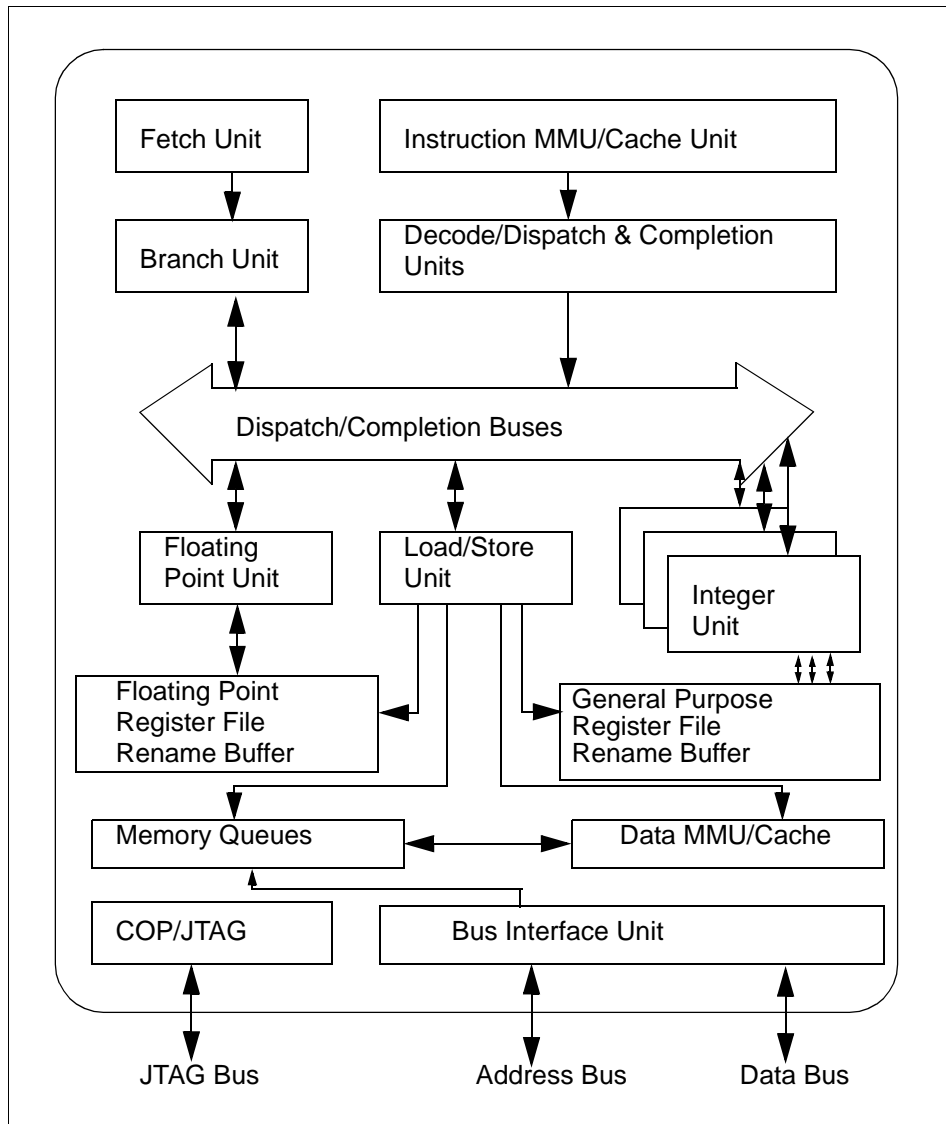 Fetch Unit
Instruction MMU/Cache Unit
Branch Unit
Decode/Dispatch & Completion
Units
Dispatch/Completion Buses
Floating
Point Unit
Load/Store
Unit
Integer
Unit
Floating Point
Register File
Rename Buffer
General Purpose
Register File
Rename Buffer
Memory Queues
Data MMU/Cache
COP/JTAG
Bus Interface Unit
JTAG Bus
Address Bus
Data Bus